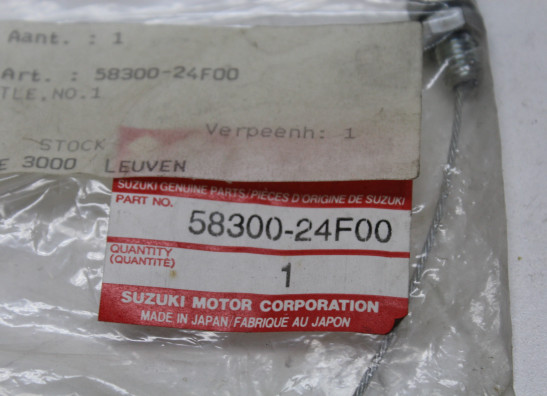 Aant. : 1
Art. : 58300-24F00
TLE,NO.1
Verpeenh: 1
STOCK
E 3000 LEUVEN
SUZUKI GENUINE PARTS/PIÈCES D'ORIGINE DE SUZUKI
PART NO.
58300-24F00
QUANTITY
(QUANTITÉ)
1
SUZUKI MOTOR CORPORATION
MADE IN JAPAN/FABRIQUÉ AU JAPON